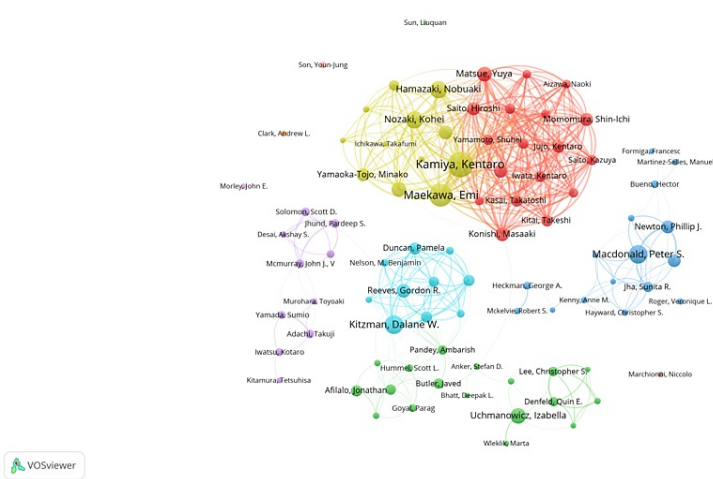 Sun, Liuquan
Son, Youn-Jung
Matsue, Yuya
Aizawa, Naoki
Hamazaki, Nobuaki
Saito, Hiroshi
Nozaki, Kohei
Momomura, Shin-Ichi
Clark, Andrew L.
Ichikawa, Takafumi
Yamamoto, Shuhei
Jujo, Kentaro
Formiga, Francesc
Kamiya, Kentaro
Saito, Kazuya
Martinez-Selles, Manuel
Yamaoka-Tojo, Minako
Iwata, Kentaro
Bueno, Hector
Morley, John E.
Maekawa, Emi
Kasai, Takatoshi
Solomon, Scott D.
Jhund, Pardeep S.
Kitai, Takeshi
Newton, Phillip J.
Desai, Akshay S.
Konishi, Masaaki
Duncan, Pamela
Macdonald, Peter S.
Mcmurray, John J., V
Nelson, M. Benjamin
Reeves, Gordon R.
Heckman, George A.
Jha, Sunita R.
Murohara, Toyoaki
Kenny, Anne M.
Roger, Veronique L.
Yamada, Sumio
Mckelvie, Robert S.
Hayward, Christopher S.
Kitzman, Dalane W.
Adachi, Takuji
Iwatsu, Kotaro
Pandey, Ambarish
Hummel, Scott L.
Anker, Stefan D.
Lee, Christopher S.
Marchionni, Niccolo
Kitamura, Tetsuhisa
Afilalo, Jonathan
Butler, Javed
Bhatt, Deepak L.
Denfeld, Quin E.
Goyal, Parag
Uchmanowicz, Izabella
Wleklik, Marta
VOSviewer